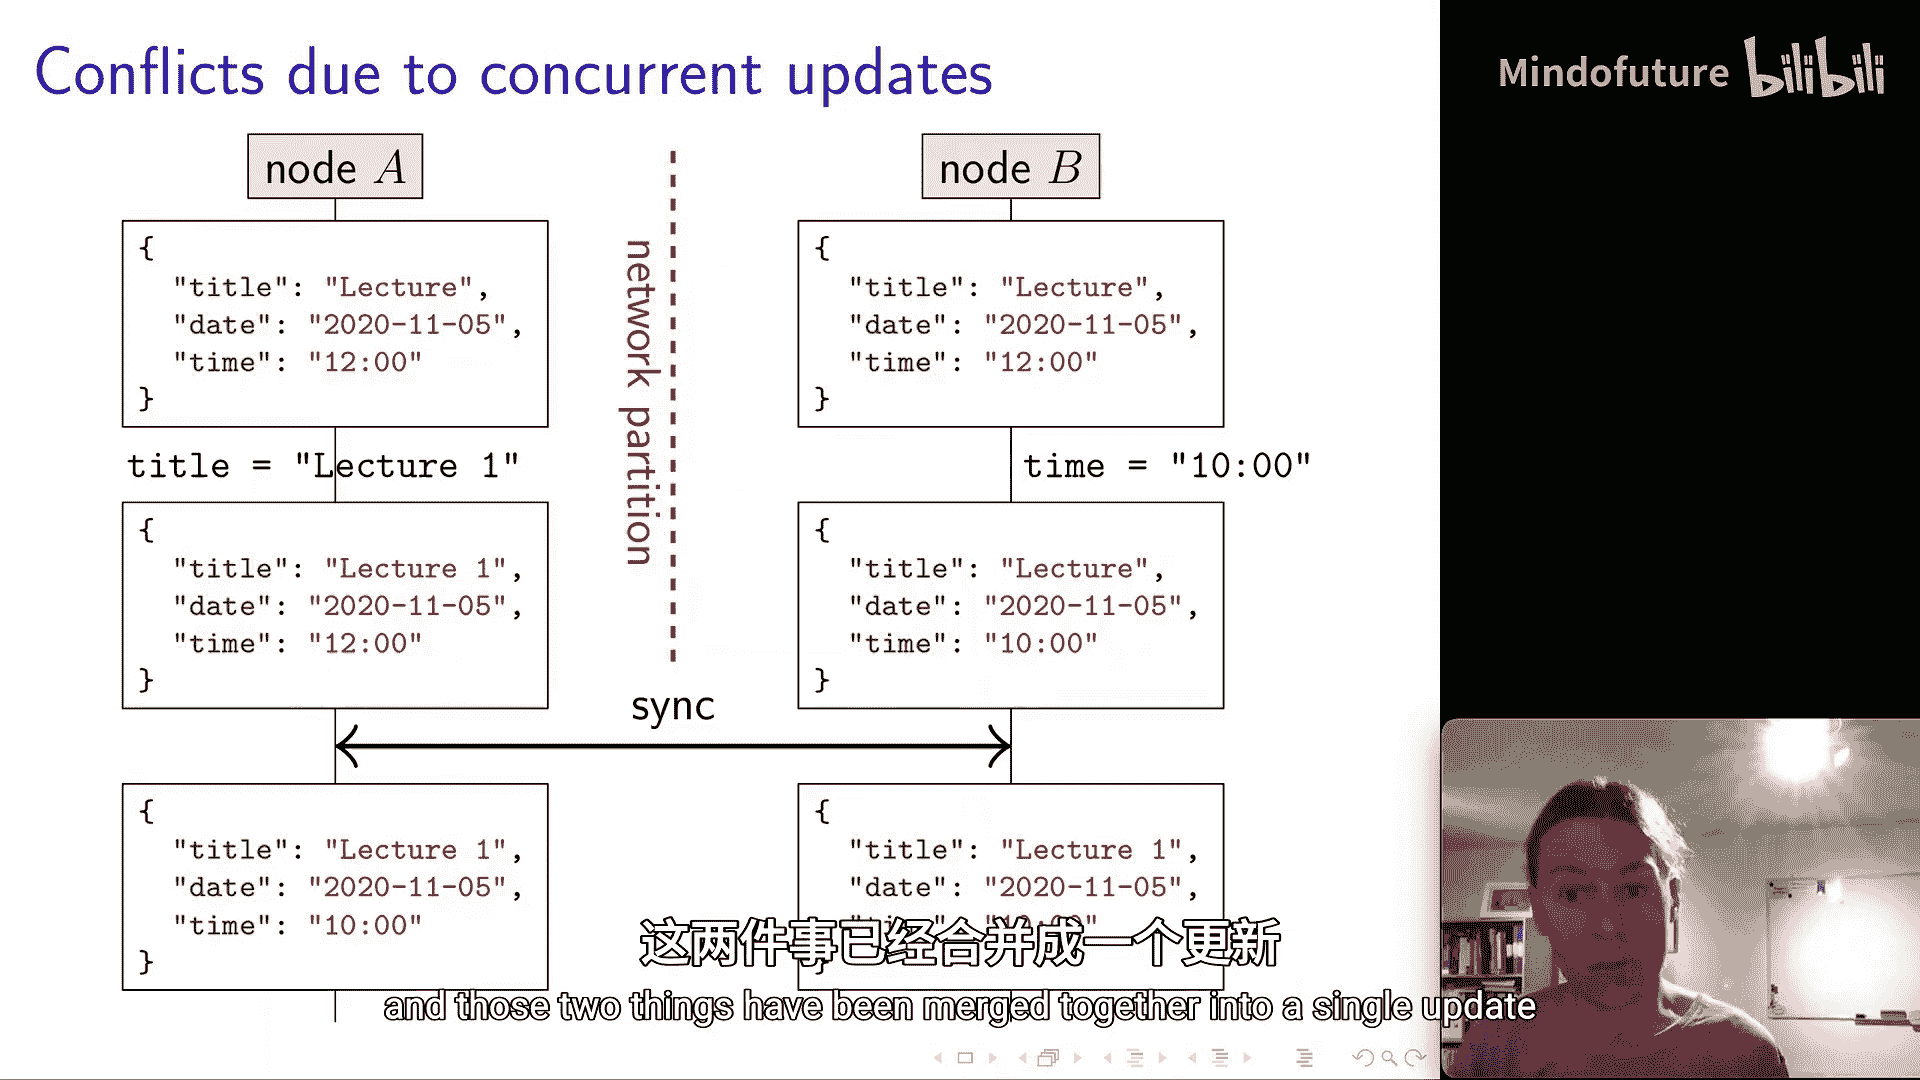 Conflicts due to concurrent updates
Mindofuture bilibili
node A
node B
network partition
{
"title": "Lecture",
"date": "2020-11-05",
"time": "12:00"
}
{
"title": "Lecture",
"date": "2020-11-05",
"time": "12:00"
}
title = "Lecture 1"
time = "10:00"
{
"title": "Lecture 1",
"date": "2020-11-05",
"time": "12:00"
}
{
"title": "Lecture",
"date": "2020-11-05",
"time": "10:00"
}
sync
{
"title": "Lecture 1",
"date": "2020-11-05",
"time": "10:00"
}
{
"title": "Lecture 1",
"date": "2020-11-05",
"time": "10:00"
}
这两件事已经合并成一个更新
and those two things have been merged together into a single update